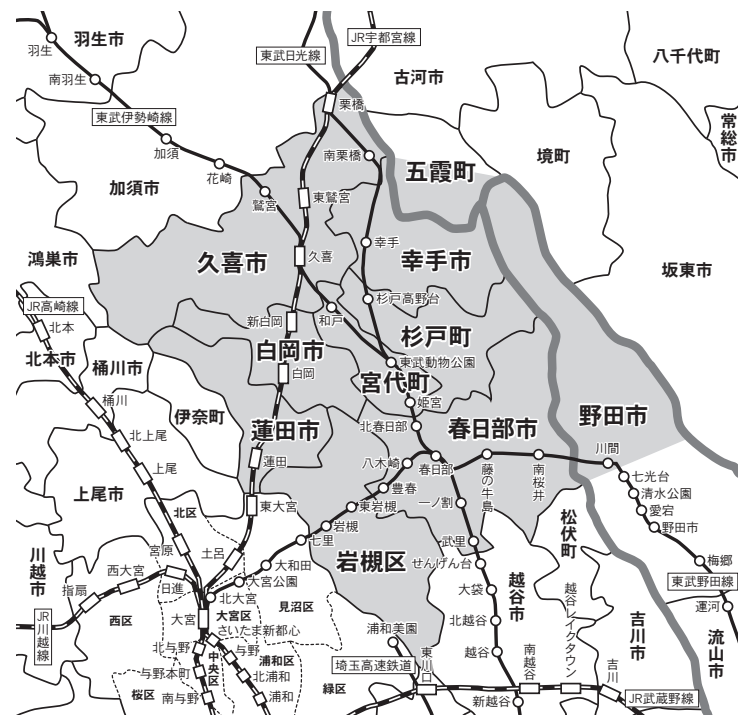 羽生
羽生市
南羽生
東武伊勢崎線
加須
花崎
加須市
東武日光線
JR宇都宮線
古河市
八千代町
常総市
境町
坂東市
栗橋
南栗橋
五霞町
東鷲宮
鷲宮
久喜市
久喜
幸手
幸手市
杉戸高野台
鴻巣市
JR高崎線
北本
北本市
桶川市
桶川
新白岡
和戸
白岡市
白岡
杉戸町
東武動物公園
宮代町
姫宮
伊奈町
北上尾
上尾
上尾市
蓮田市
蓮田
北春日部
春日部市
野田市
八木崎
春日部
藤の牛島
南桜井
川間
七光台
清水公園
愛宕
野田市
梅郷
東武野田線
運河
流山市
豊春
東岩槻
岩槻
七里
一ノ割
武里
せんげん台
大袋
北越谷
越谷
越谷市
松伏町
岩槻区
東大宮
北区
土呂
宮原
川越市
西大宮
指扇
日進
西区
JR川越線
大和田
大宮公園
北大宮
大宮
大宮区
見沼区
さいたま新都心
北与野
与野
中央区
浦和区
北浦和
与野本町
桜区
南与野
浦和
緑区
浦和美園
埼玉高速鉄道
東川口
南越谷
新越谷
越谷レイクタウン
吉川
吉川市
JR武蔵野線